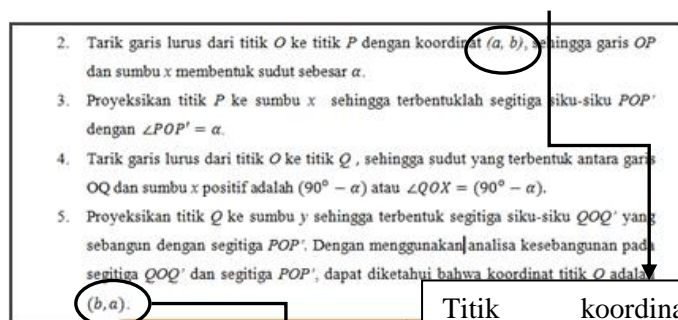 2. Tarik garis lurus dari titik O ke titik P dengan koordinat (a, b), sehingga garis OP
dan sumbu x membentuk sudut sebesar α.
3. Proyeksikan titik P ke sumbu x sehingga terbentuklah segitiga siku-siku POP'
dengan ∠POP' = α.
4. Tarik garis lurus dari titik O ke titik Q , sehingga sudut yang terbentuk antara garis
OQ dan sumbu x positif adalah (90° − α) atau ∠QOX = (90° − α).
5. Proyeksikan titik Q ke sumbu y sehingga terbentuk segitiga siku-siku QOQ' yang
sebangun dengan segitiga POP'. Dengan menggunakan analisa kesebangunan pada
segitiga QOQ' dan segitiga POP', dapat diketahui bahwa koordinat titik Q adalah
(b, a).
Titik koordina